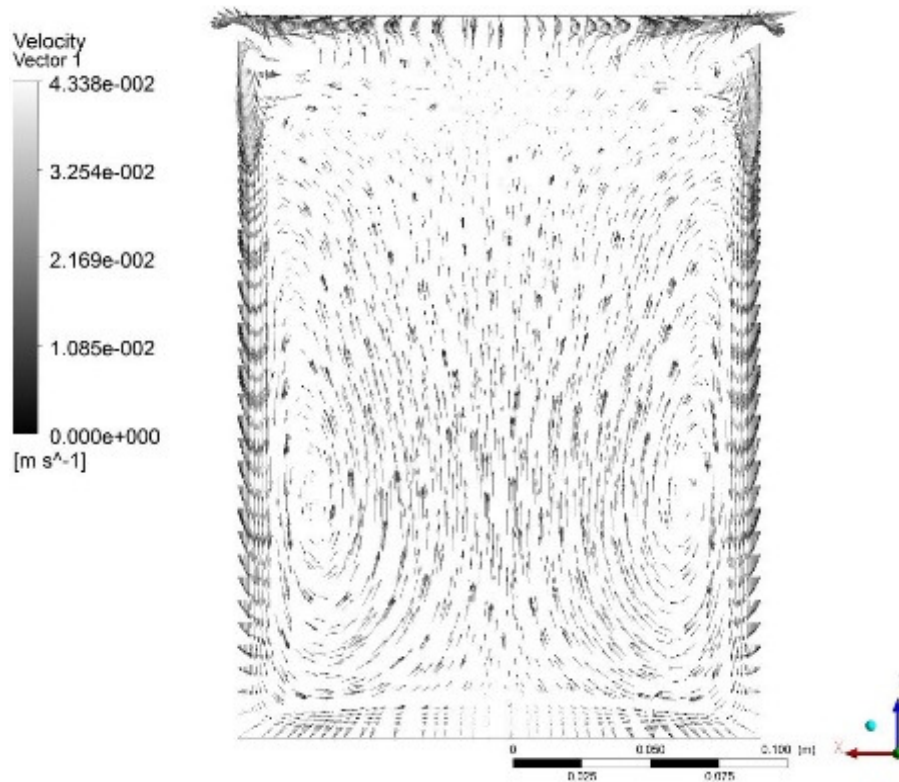 Velocity
Vector 1
4.338e-002
3.254e-002
2.169e-002
1.085e-002
0.000e+000
[m s^-1]
0 0.050 0.100 (m)
0.025 0.075
X